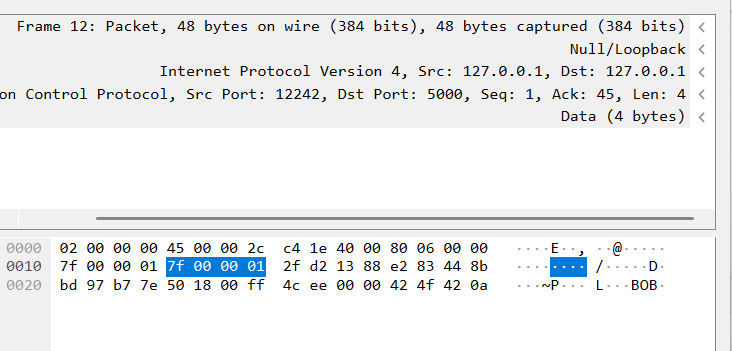 Frame 12: Packet, 48 bytes on wire (384 bits), 48 bytes captured (384 bits)
Null/Loopback
Internet Protocol Version 4, Src: 127.0.0.1, Dst: 127.0.0.1
on Control Protocol, Src Port: 12242, Dst Port: 5000, Seq: 1, Ack: 45, Len: 4
Data (4 bytes)
0000 02 00 00 00 45 00 00 2c c4 1e 40 00 80 06 00 00 ····E··, ··@·····
0010 7f 00 00 01 7f 00 00 01 2f d2 13 88 e2 83 44 8b ········ /·····D·
0020 bd 97 b7 7e 50 18 00 ff 4c ee 00 00 42 4f 42 0a ···~P··· L···BOB·